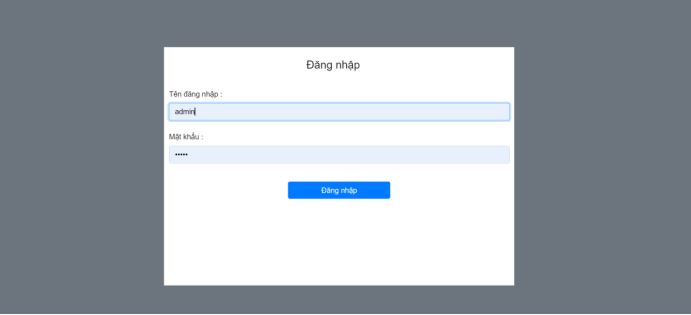 Đăng nhập
Tên đăng nhập :
admin
Mật khẩu :
•••••
Đăng nhập